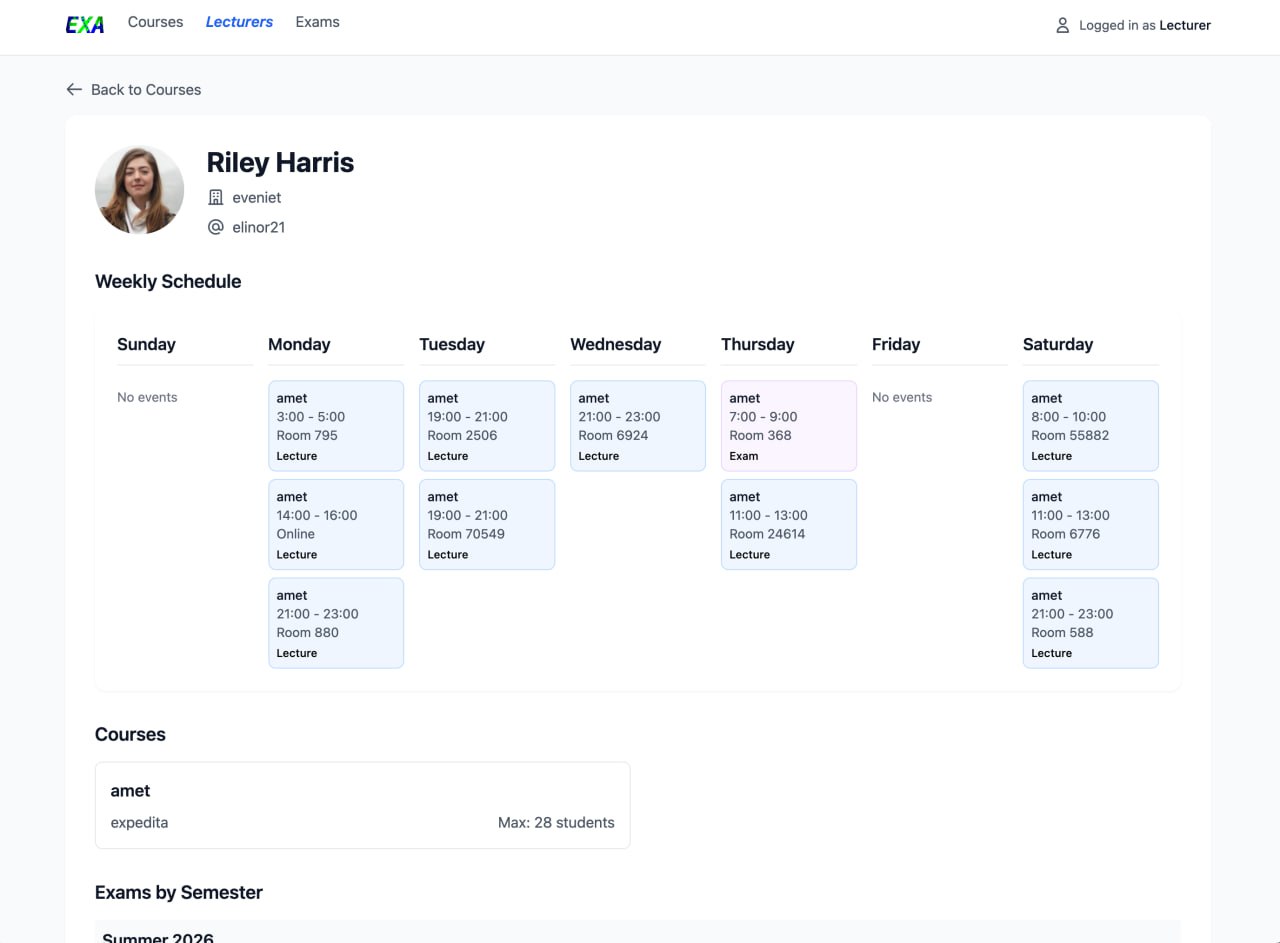 EXA Courses Lecturers Exams Logged in as Lecturer
Back to Courses
Riley Harris
eveniet
elinor21
Weekly Schedule
Sunday Monday Tuesday Wednesday Thursday Friday Saturday
No events amet amet amet amet No events amet
3:00 - 5:00 19:00 - 21:00 21:00 - 23:00 7:00 - 9:00 8:00 - 10:00
Room 795 Room 2506 Room 6924 Room 368 Room 55882
Lecture Lecture Lecture Exam Lecture
amet amet amet amet
14:00 - 16:00 19:00 - 21:00 11:00 - 13:00 11:00 - 13:00
Online Room 70549 Room 24614 Room 6776
Lecture Lecture Lecture Lecture
amet amet
21:00 - 23:00 21:00 - 23:00
Room 880 Room 588
Lecture Lecture
Courses
amet
expedita Max: 28 students
Exams by Semester
Summer 2026